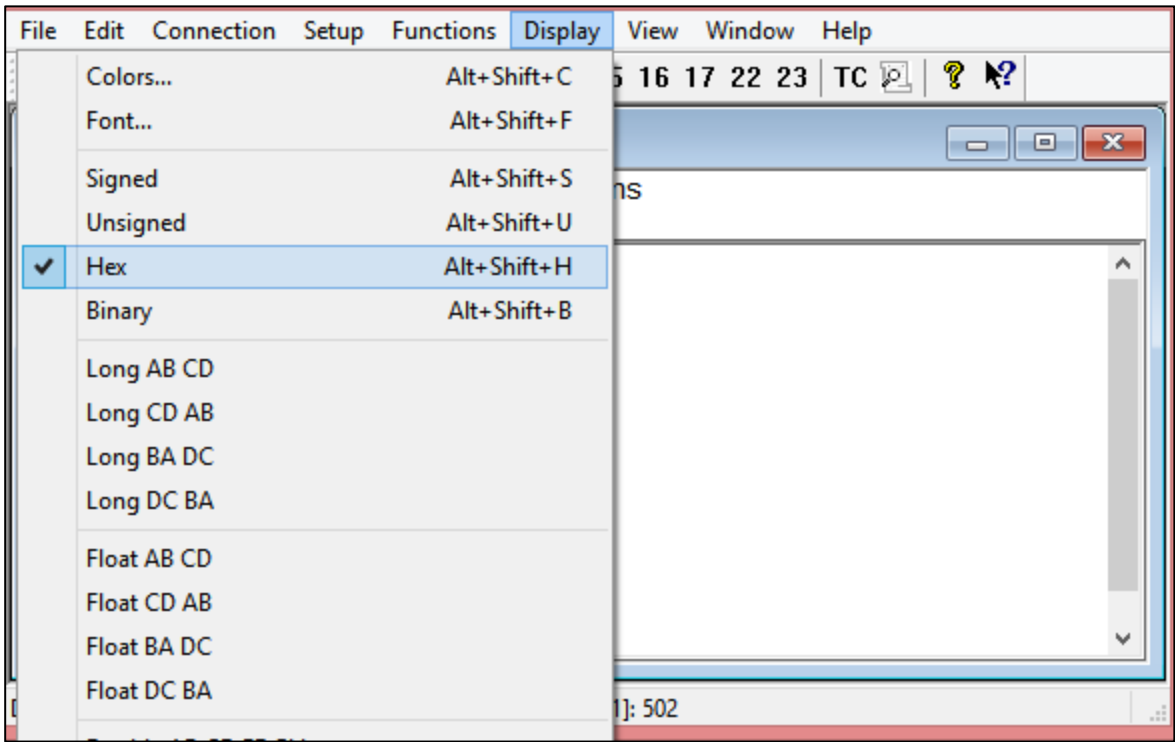 File Edit Connection Setup Functions Display View Window Help
16 17 22 23 TC
Colors... Alt+Shift+C
Font... Alt+Shift+F
Signed Alt+Shift+S
Unsigned Alt+Shift+U
Hex Alt+Shift+H
Binary Alt+Shift+B
Long AB CD
Long CD AB
Long BA DC
Long DC BA
Float AB CD
Float CD AB
Float BA DC
Float DC BA
]: 502